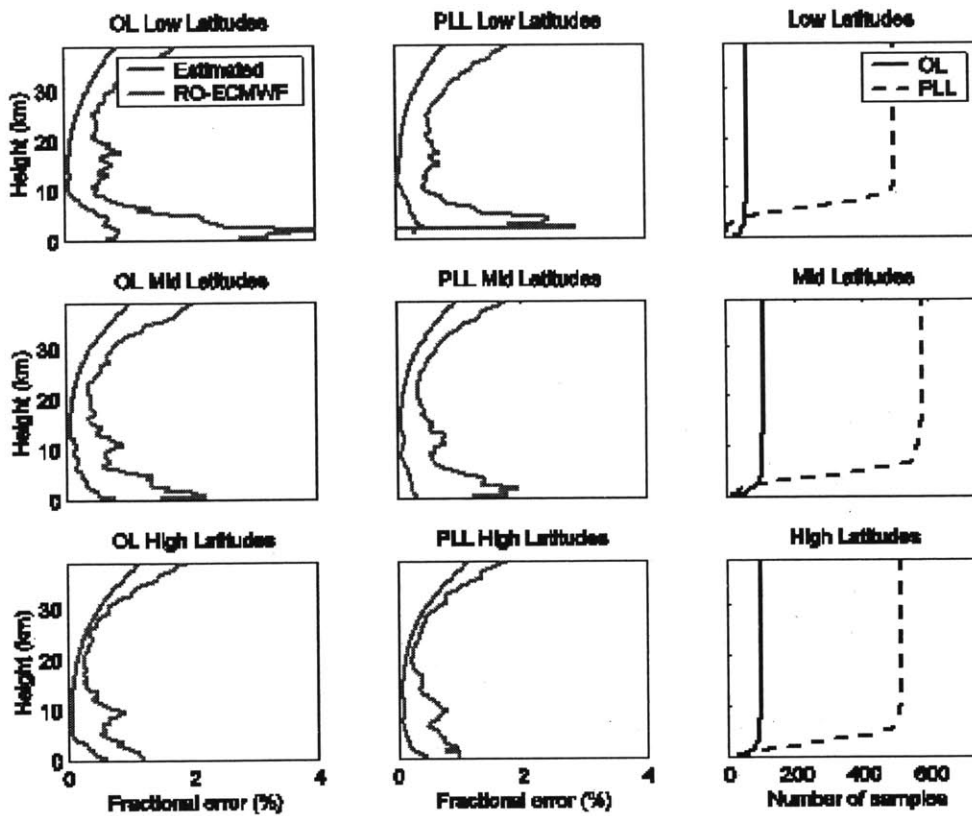 OL Low Latitudes
PLL Low Latitudes
Low Latitudes
Estimated
RO-ECMWF
OL
PLL
Height (km)
30
20
10
0
OL Mid Latitudes
PLL Mid Latitudes
Mid Latitudes
Height (km)
30
20
10
0
OL High Latitudes
PLL High Latitudes
High Latitudes
Height (km)
30
20
10
0
0 2 4
0 2 4
0 200 400 600
Fractional error (%)
Fractional error (%)
Number of samples